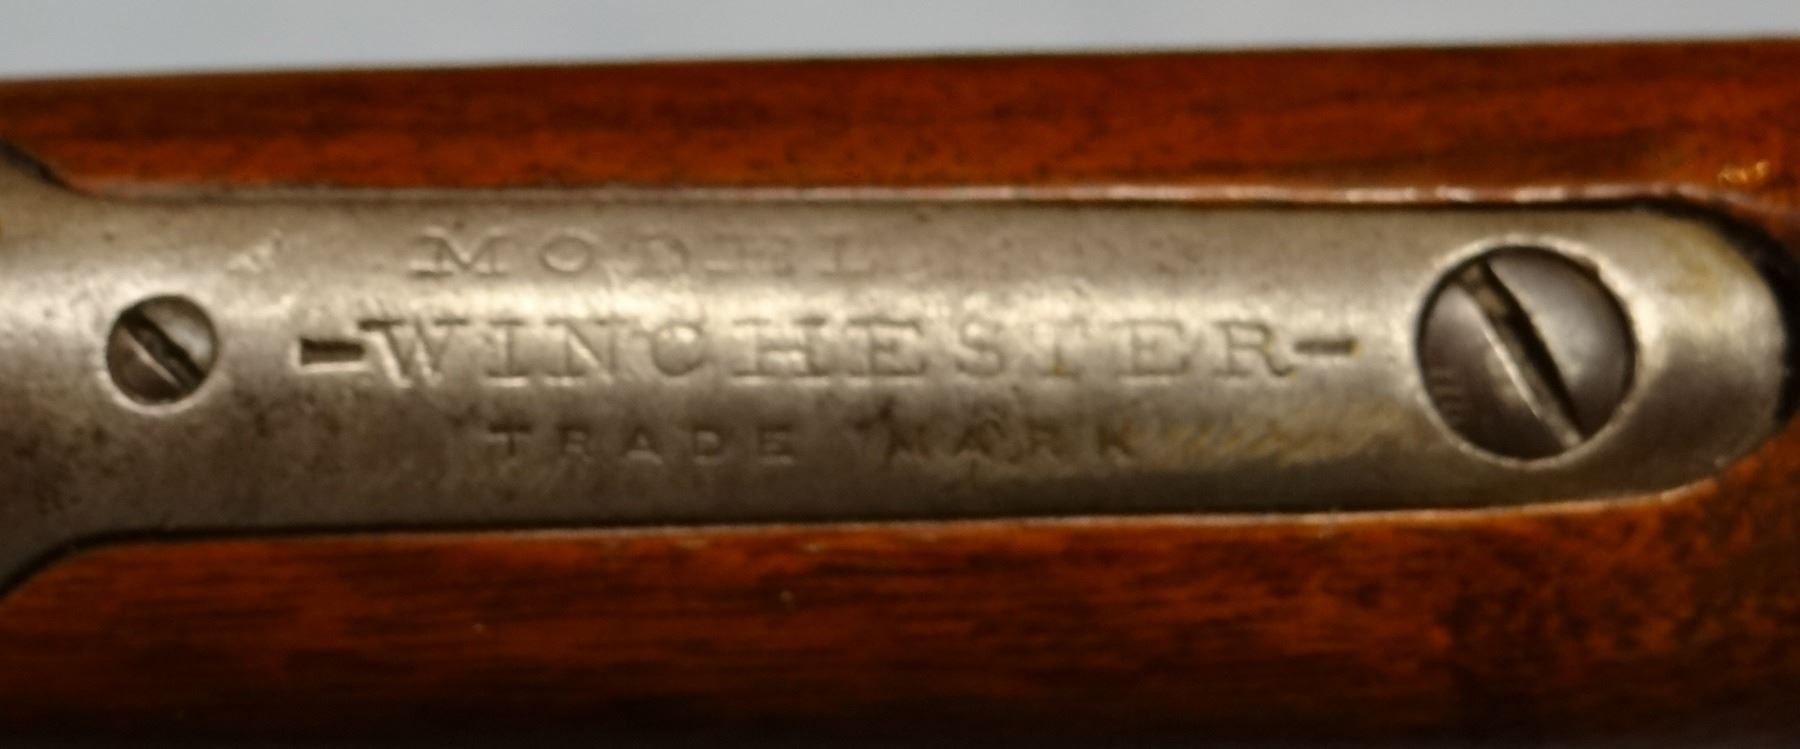 MODEL
-WINCHESTER-
TRADE MARK